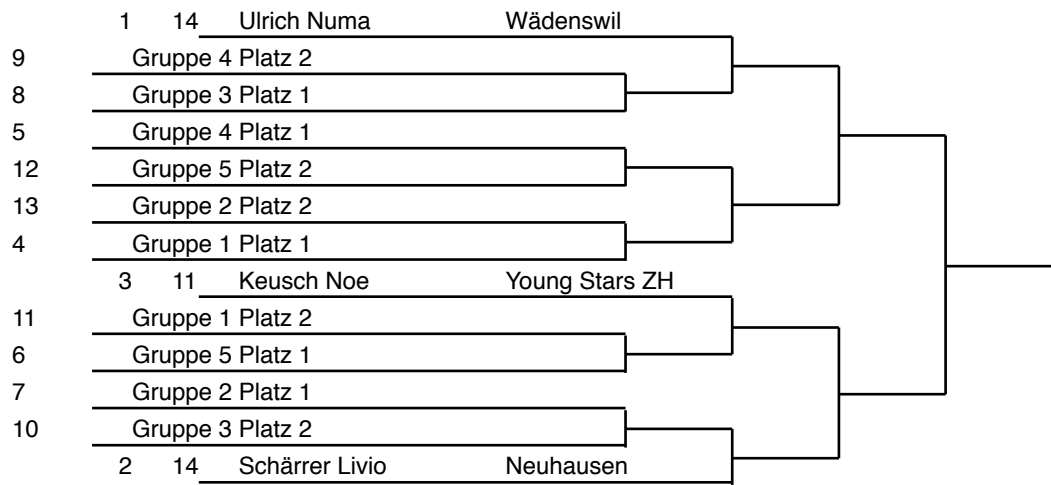 1 14 Ulrich Numa Wädenswil
9 Gruppe 4 Platz 2
8 Gruppe 3 Platz 1
5 Gruppe 4 Platz 1
12 Gruppe 5 Platz 2
13 Gruppe 2 Platz 2
4 Gruppe 1 Platz 1
3 11 Keusch Noe Young Stars ZH
11 Gruppe 1 Platz 2
6 Gruppe 5 Platz 1
7 Gruppe 2 Platz 1
10 Gruppe 3 Platz 2
2 14 Schärrer Livio Neuhausen